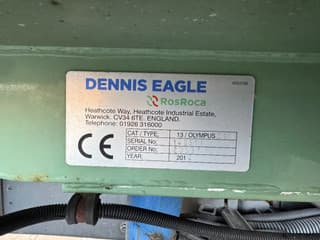 DENNIS EAGLE
RosRoca
Heathcote Way, Heathcote Industrial Estate,
Warwick. CV34 6TE. ENGLAND.
Telephone: 01926 316000
CE
CAT / TYPE: 13 / OLYMPUS
SERIAL No:
ORDER No:
YEAR: 201